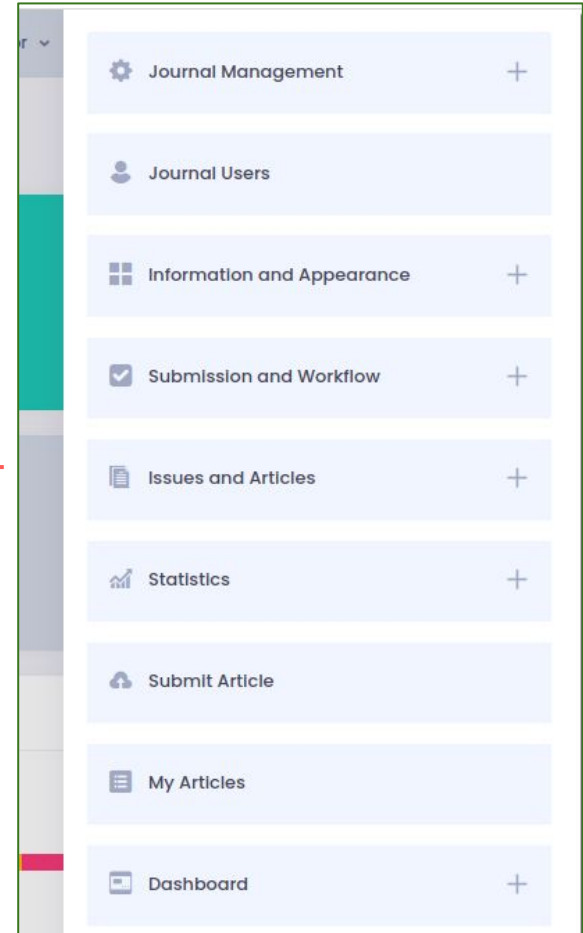 Journal Management
Journal Users
Information and Appearance
Submission and Workflow
Issues and Articles
Statistics
Submit Article
My Articles
Dashboard